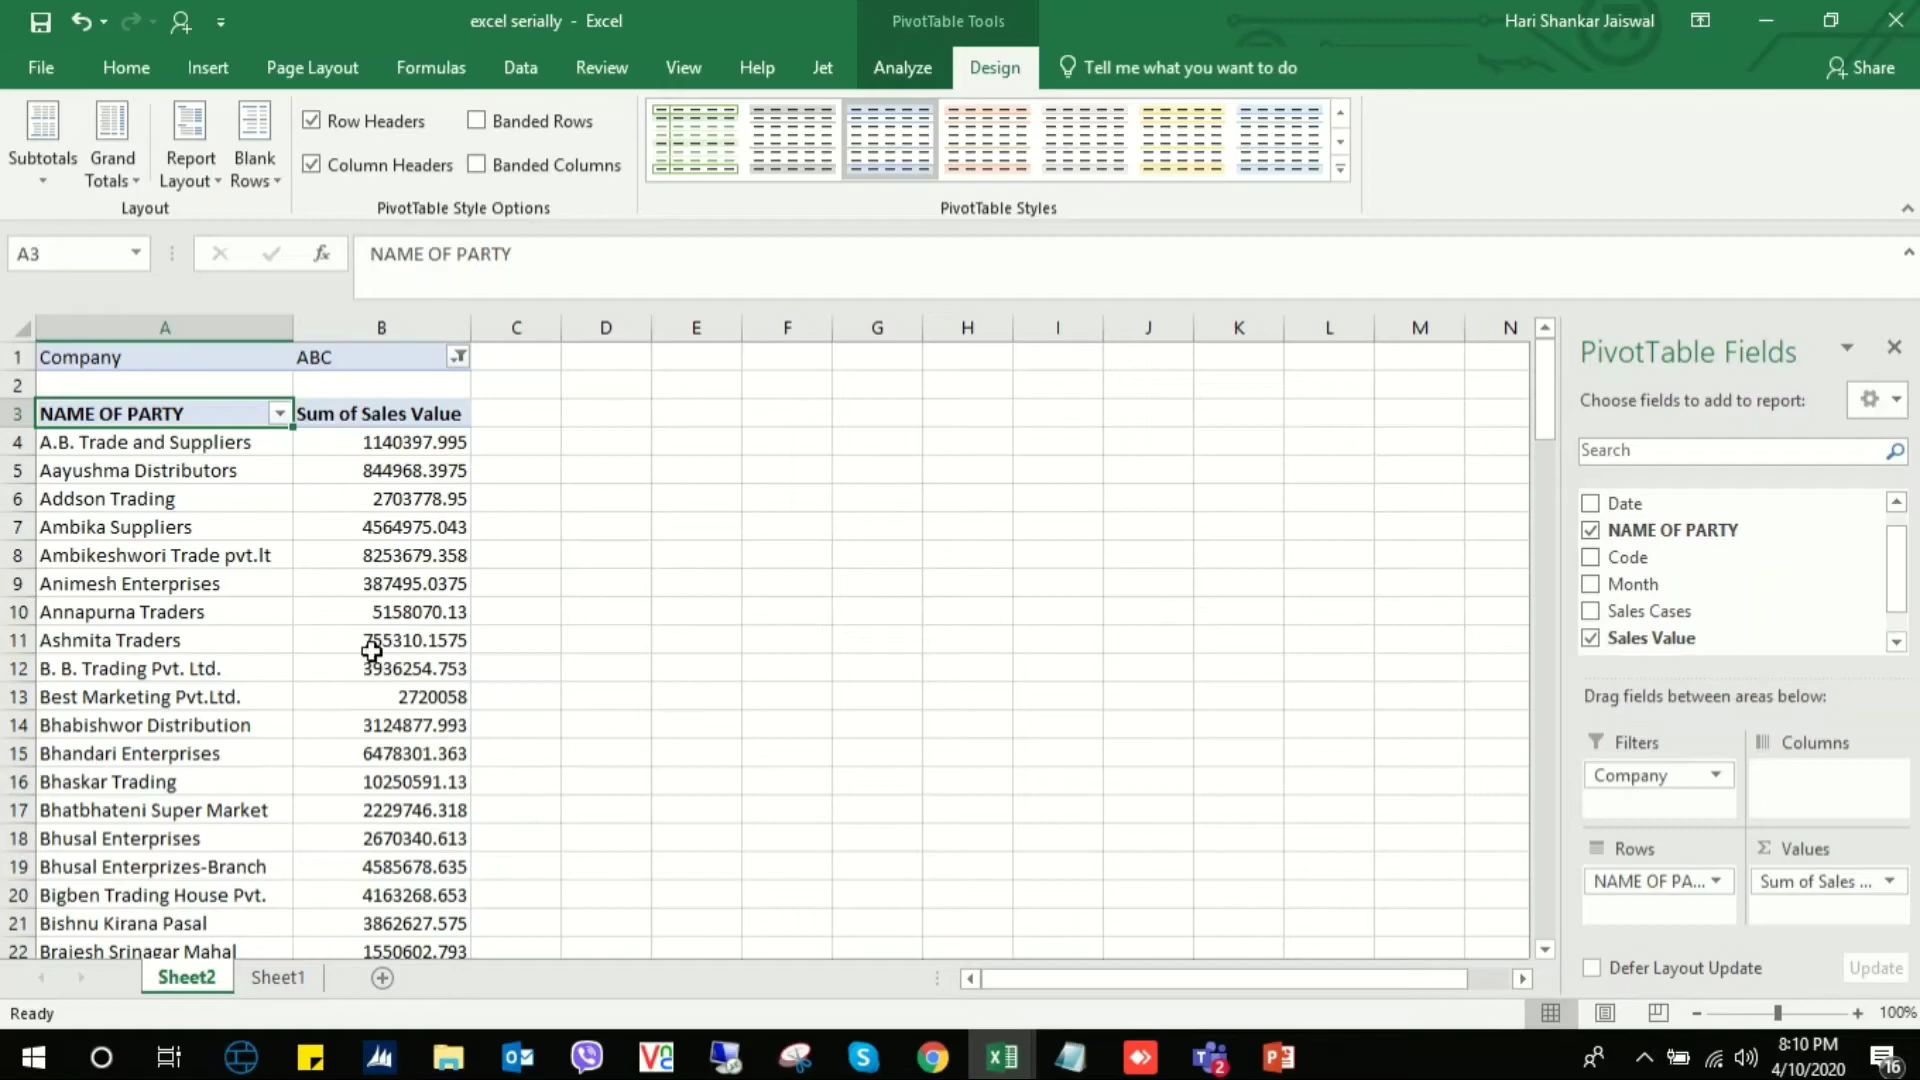 excel serially - Excel
PivotTable Tools
Hari Shankar Jaiswal
File Home Insert Page Layout Formulas Data Review View Help Jet Analyze Design Tell me what you want to do Share
Subtotals
Grand Totals
Report Layout
Blank Rows
Row Headers
Banded Rows
Column Headers
Banded Columns
Layout
PivotTable Style Options
PivotTable Styles
A3
fx
NAME OF PARTY
A B C D E F G H I J K L M N
1 Company ABC
2
3 NAME OF PARTY Sum of Sales Value
4 A.B. Trade and Suppliers 1140397.995
5 Aayushma Distributors 844968.3975
6 Addson Trading 2703778.95
7 Ambika Suppliers 4564975.043
8 Ambikeshwori Trade pvt.lt 8253679.358
9 Animesh Enterprises 387495.0375
10 Annapurna Traders 5158070.13
11 Ashmita Traders 755310.1575
12 B. B. Trading Pvt. Ltd. 3936254.753
13 Best Marketing Pvt.Ltd. 2720058
14 Bhabishwor Distribution 3124877.993
15 Bhandari Enterprises 6478301.363
16 Bhaskar Trading 10250591.13
17 Bhatbhateni Super Market 2229746.318
18 Bhusal Enterprises 2670340.613
19 Bhusal Enterprizes-Branch 4585678.635
20 Bigben Trading House Pvt. 4163268.653
21 Bishnu Kirana Pasal 3862627.575
22 Brajesh Srinagar Mahal 1550602.793
PivotTable Fields
Choose fields to add to report:
Search
Date
NAME OF PARTY
Code
Month
Sales Cases
Sales Value
Drag fields between areas below:
Filters
Columns
Company
Rows
Σ Values
NAME OF PA...
Sum of Sales ...
Defer Layout Update
Update
Sheet2
Sheet1
Ready
100%
8:10 PM
4/10/2020
2
16